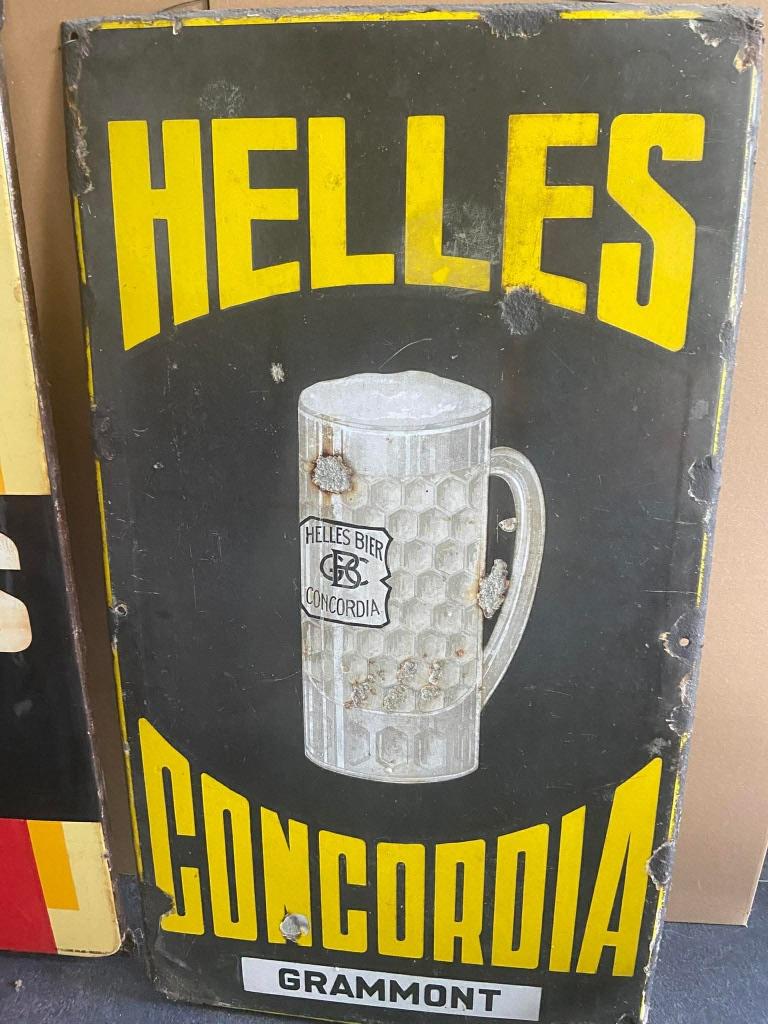 HELLES
HELLES BIER
GBC
CONCORDIA
CONCORDIA
GRAMMONT